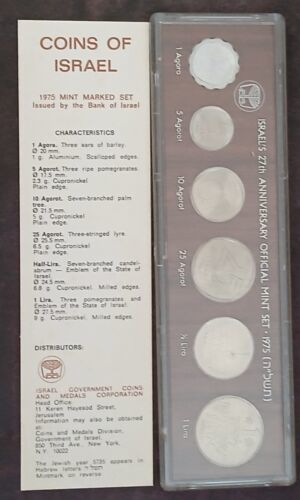 COINS OF
ISRAEL
1975 MINT MARKED SET
Issued by the Bank of Israel
CHARACTERISTICS
1 Agora. Three ears of barley.
Ø 20 mm.
1 g. Aluminium. Scalloped edges.
5 Agorot. Three ripe pomegranates.
Ø 17.5 mm.
2.3 g. Cupronickel
Plain edge.
10 Agorot. Seven-branched palm
tree.
Ø 21.5 mm.
5 g. Cupronickel.
Plain edge.
25 Agorot. Three-stringed lyre.
Ø 25.5 mm.
6.5 g. Cupronickel
Plain edge.
Half-Lira. Seven-branched candel-
abrum — Emblem of the State of
Israel.
Ø 24.5 mm.
6.8 g. Cupronickel. Milled edges.
1 Lira. Three pomegranates and
Emblem of the State of Israel.
Ø 27.5 mm.
9 g. Cupronickel. Milled edges.
DISTRIBUTORS:
ISRAEL GOVERNMENT COINS
AND MEDALS CORPORATION
Head Office:
11 Keren Hayesod Street,
Jerusalem
Information may also be obtained
at:
Coins and Medals Division,
Government of Israel.
850 Third Ave., New York,
N.Y. 10022
The Jewish year 5735 appears in
Hebrew letters תשל"ה
Mintmark on reverse.
1 Agora
5 Agorot
10 Agorot
25 Agorot
½ Lira
1 Lira
ISRAEL'S 27th ANNIVERSARY OFFICIAL MINT SET · 1975 (תשל"ה)